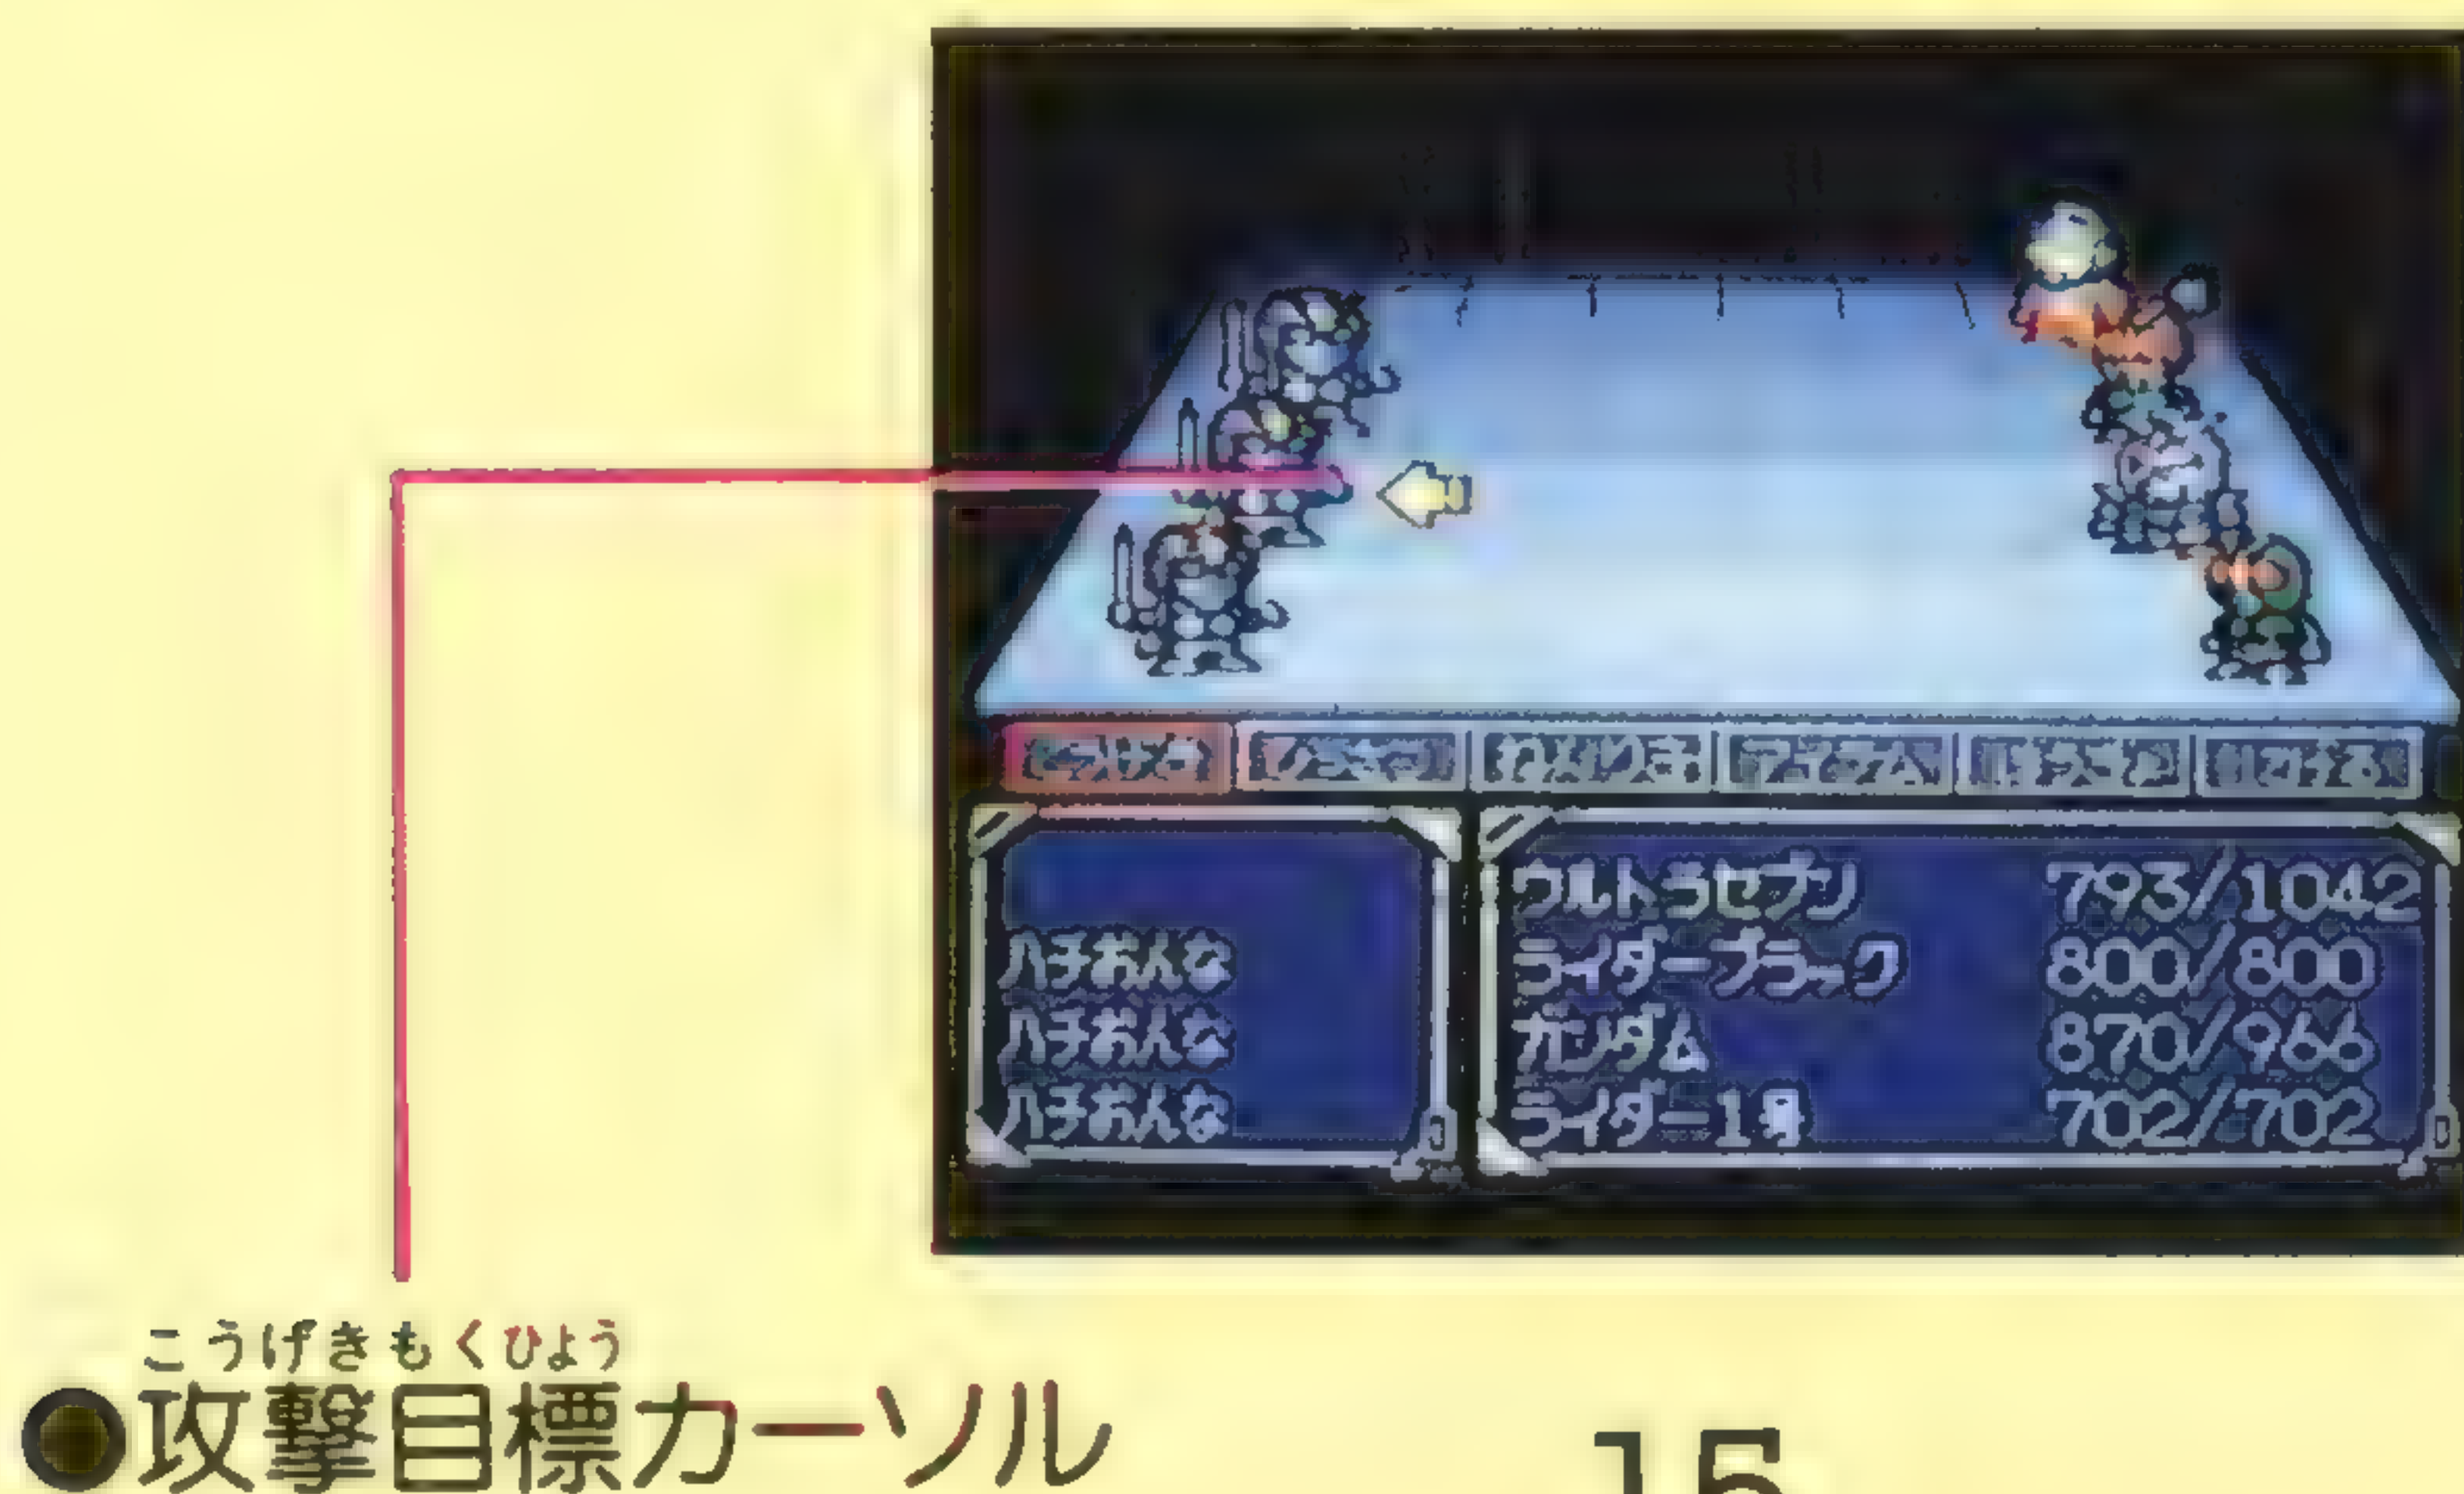 ハチおんな
ハチおんな
ハチおんな
ウルトラセブン 793/1042
ライダーブラック 800/800
ガンダム 870/966
ライダー1号 702/702
こうげきもくひょう
●攻撃目標カーソル
15